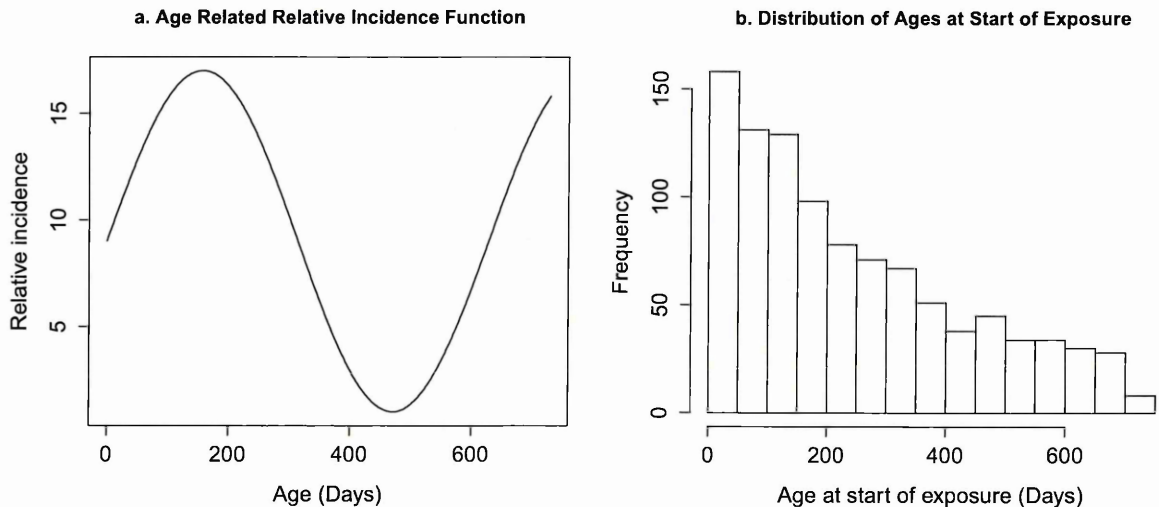 a. Age Related Relative Incidence Function
Relative incidence
15
10
5
0 200 400 600
Age (Days)
b. Distribution of Ages at Start of Exposure
Frequency
150
100
50
0
0 200 400 600
Age at start of exposure (Days)